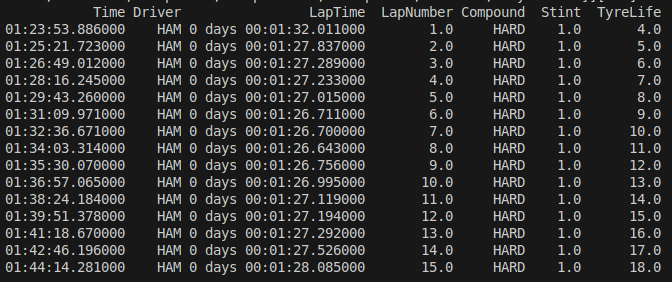 Time Driver LapTime LapNumber Compound Stint TyreLife
01:23:53.886000 HAM 0 days 00:01:32.011000 1.0 HARD 1.0 4.0
01:25:21.723000 HAM 0 days 00:01:27.837000 2.0 HARD 1.0 5.0
01:26:49.012000 HAM 0 days 00:01:27.289000 3.0 HARD 1.0 6.0
01:28:16.245000 HAM 0 days 00:01:27.233000 4.0 HARD 1.0 7.0
01:29:43.260000 HAM 0 days 00:01:27.015000 5.0 HARD 1.0 8.0
01:31:09.971000 HAM 0 days 00:01:26.711000 6.0 HARD 1.0 9.0
01:32:36.671000 HAM 0 days 00:01:26.700000 7.0 HARD 1.0 10.0
01:34:03.314000 HAM 0 days 00:01:26.643000 8.0 HARD 1.0 11.0
01:35:30.070000 HAM 0 days 00:01:26.756000 9.0 HARD 1.0 12.0
01:36:57.065000 HAM 0 days 00:01:26.995000 10.0 HARD 1.0 13.0
01:38:24.184000 HAM 0 days 00:01:27.119000 11.0 HARD 1.0 14.0
01:39:51.378000 HAM 0 days 00:01:27.194000 12.0 HARD 1.0 15.0
01:41:18.670000 HAM 0 days 00:01:27.292000 13.0 HARD 1.0 16.0
01:42:46.196000 HAM 0 days 00:01:27.526000 14.0 HARD 1.0 17.0
01:44:14.281000 HAM 0 days 00:01:28.085000 15.0 HARD 1.0 18.0